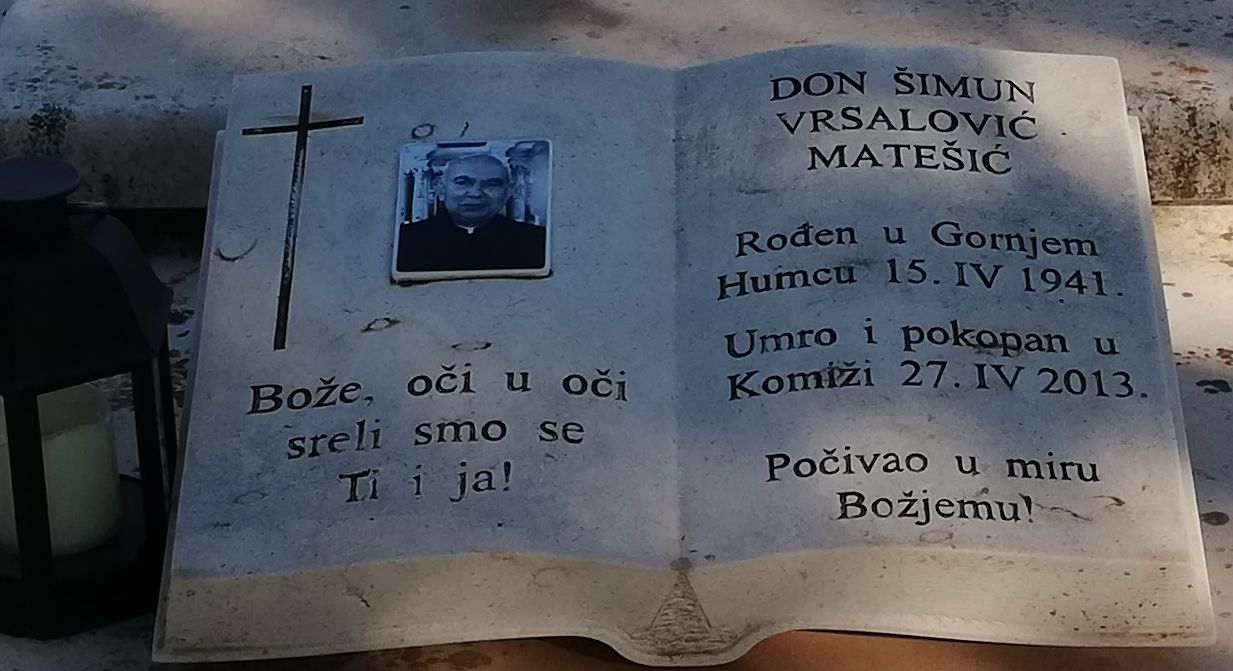 Bože, oči u oči
sreli smo se
Ti i ja!
DON ŠIMUN
VRSALOVIĆ
MATEŠIĆ
Rođen u Gornjem
Humcu 15. IV 1941.
Umro i pokopan u
Komiži 27. IV 2013.
Počivao u miru
Božjemu!